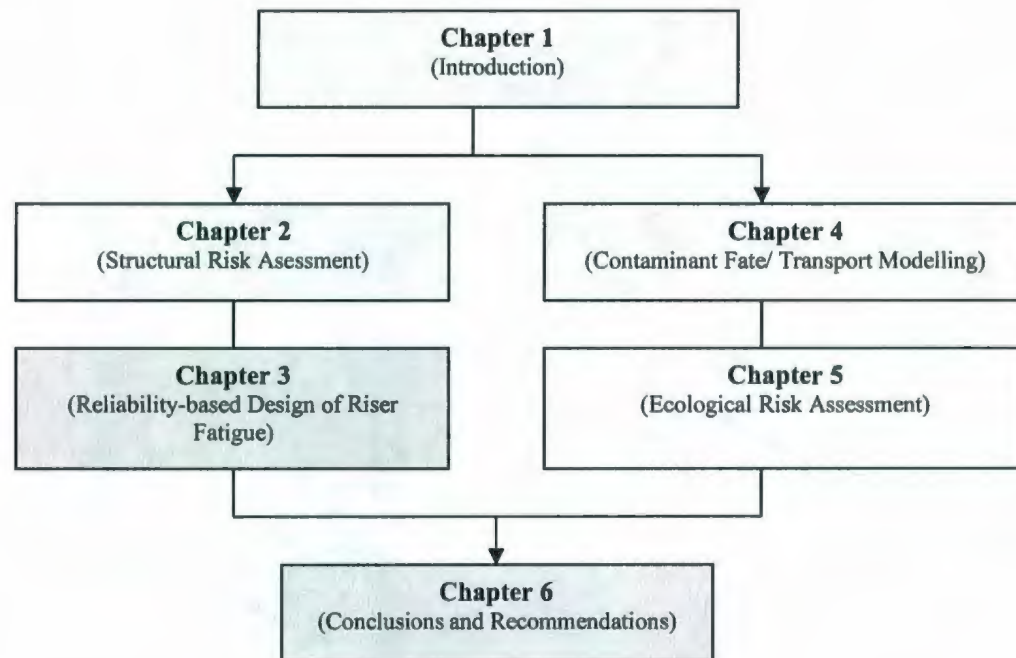 Chapter 1
(Introduction)
Chapter 2
(Structural Risk Asessment)
Chapter 4
(Contaminant Fate/ Transport Modelling)
Chapter 3
(Reliability-based Design of Riser
Fatigue)
Chapter 5
(Ecological Risk Assessment)
Chapter 6
(Conclusions and Recommendations)